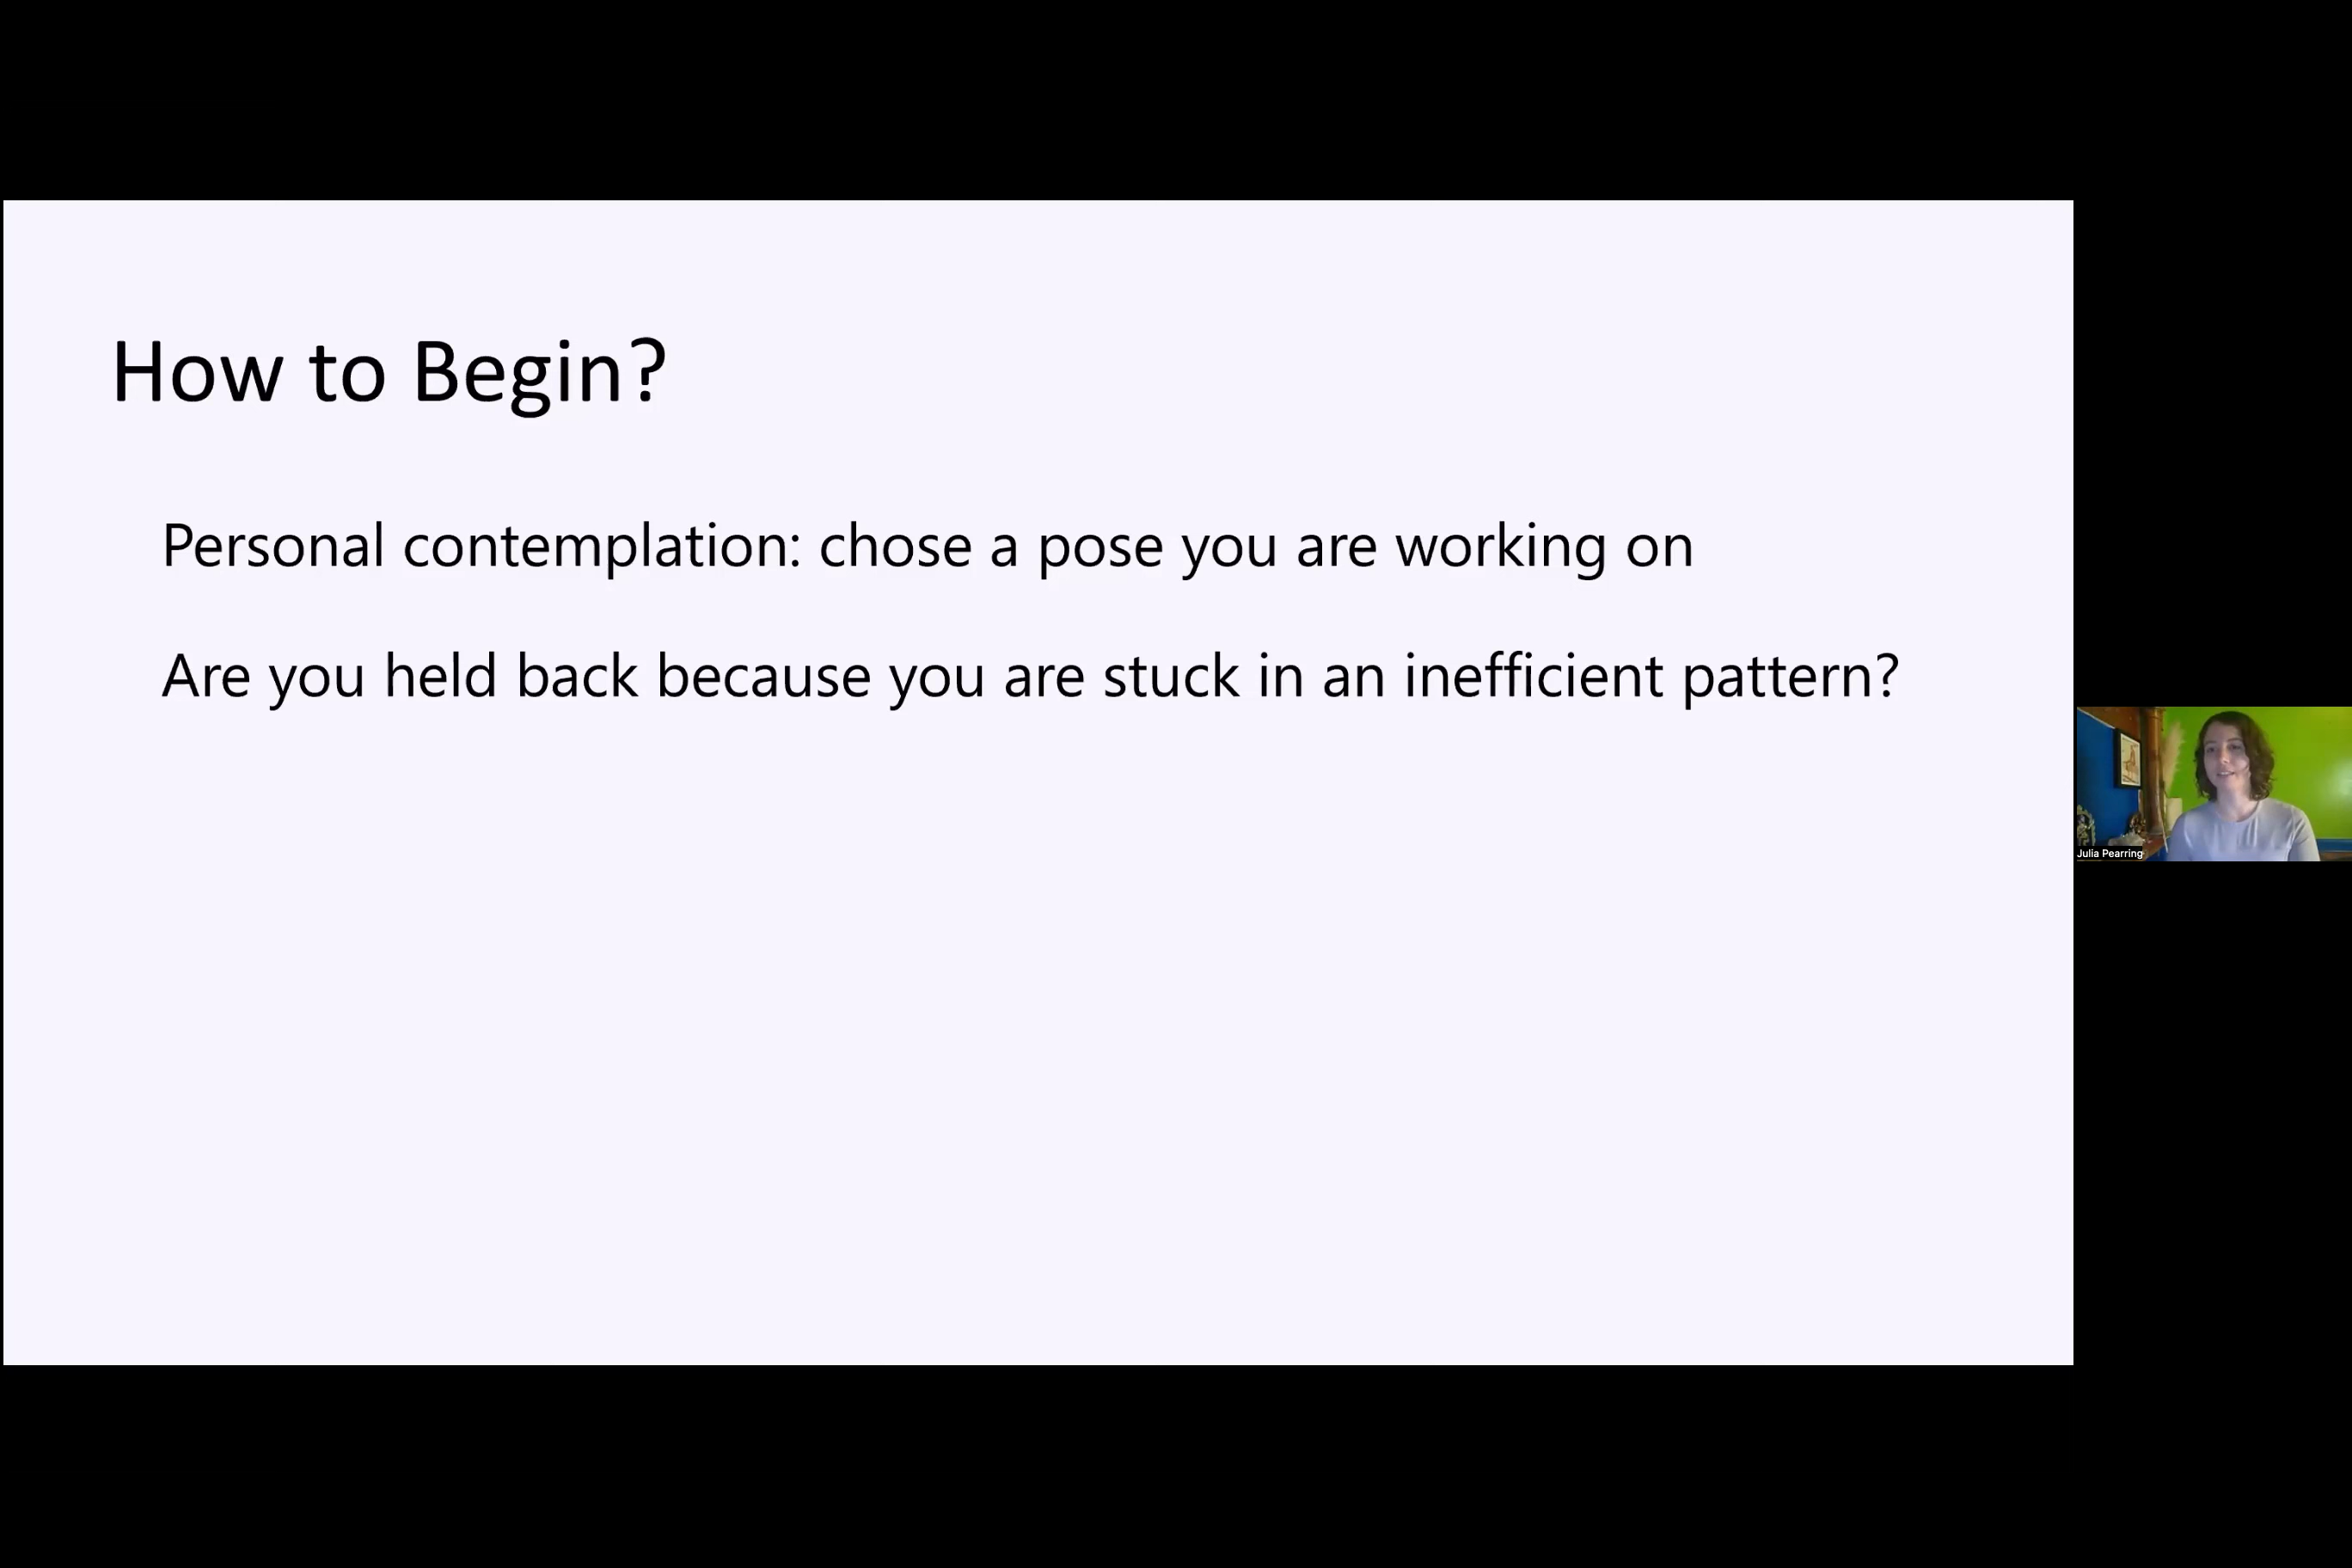 How to Begin?
Personal contemplation: chose a pose you are working on
Are you held back because you are stuck in an inefficient pattern?
Julia Pearring